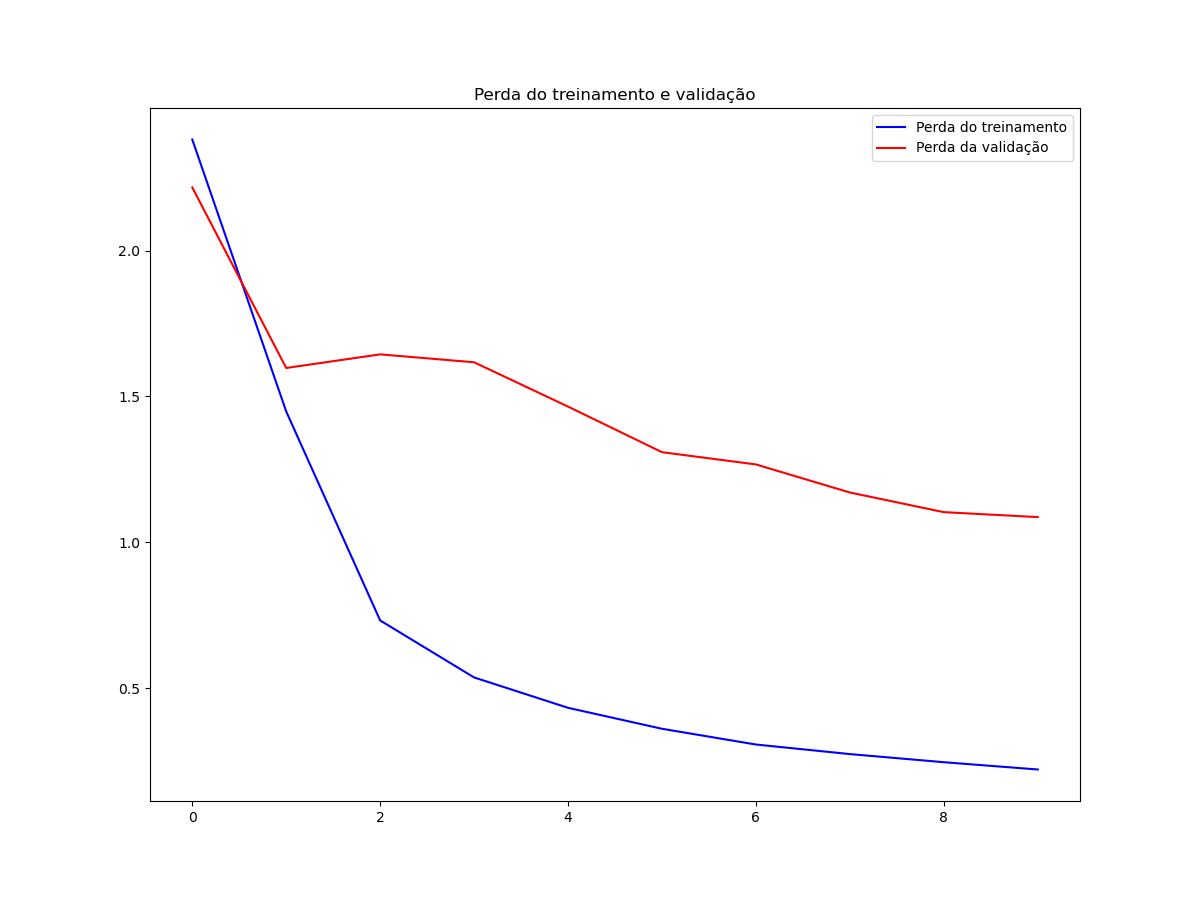 Perda do treinamento e validação
Perda do treinamento
Perda da validação
2.0
1.5
1.0
0.5
0 2 4 6 8